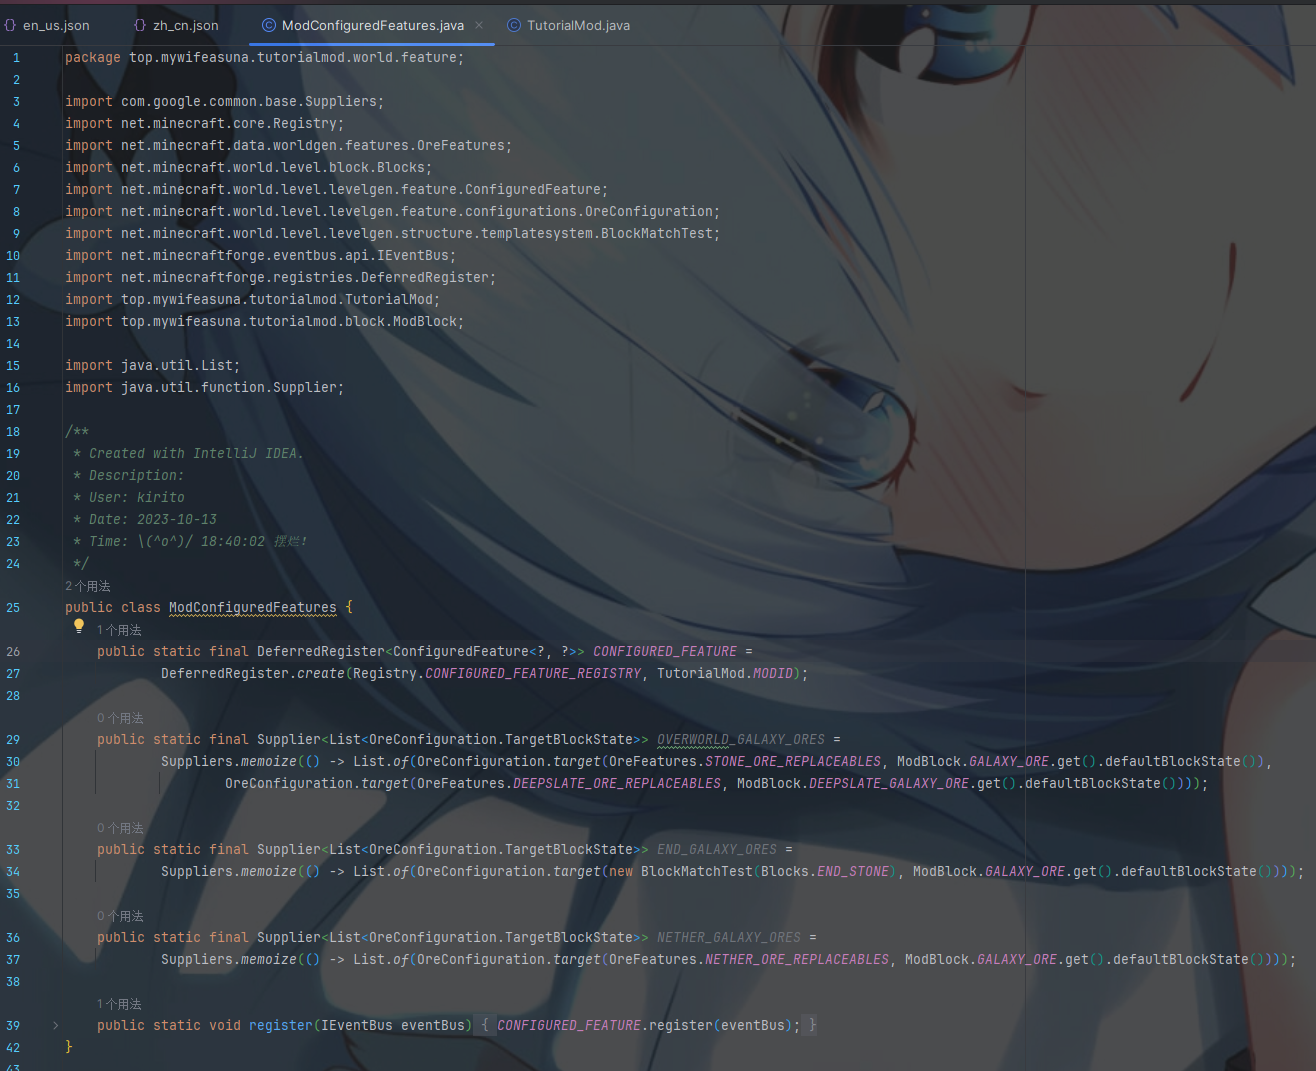 en_us.json zh_cn.json ModConfiguredFeatures.java TutorialMod.java
1 package top.mywifeasuna.tutorialmod.world.feature;
2
3 import com.google.common.base.Suppliers;
4 import net.minecraft.core.Registry;
5 import net.minecraft.data.worldgen.features.OreFeatures;
6 import net.minecraft.world.level.block.Blocks;
7 import net.minecraft.world.level.levelgen.feature.ConfiguredFeature;
8 import net.minecraft.world.level.levelgen.feature.configurations.OreConfiguration;
9 import net.minecraft.world.level.levelgen.structure.templatesystem.BlockMatchTest;
10 import net.minecraftforge.eventbus.api.IEventBus;
11 import net.minecraftforge.registries.DeferredRegister;
12 import top.mywifeasuna.tutorialmod.TutorialMod;
13 import top.mywifeasuna.tutorialmod.block.ModBlock;
14
15 import java.util.List;
16 import java.util.function.Supplier;
17
18 /**
19 * Created with IntelliJ IDEA.
20 * Description:
21 * User: kirito
22 * Date: 2023-10-13
23 * Time: \(^o^)/ 18:40:02 摆烂!
24 */
2个用法
25 public class ModConfiguredFeatures {
1个用法
26 public static final DeferredRegister<ConfiguredFeature<?, ?>> CONFIGURED_FEATURE =
27 DeferredRegister.create(Registry.CONFIGURED_FEATURE_REGISTRY, TutorialMod.MODID);
28
0个用法
29 public static final Supplier<List<OreConfiguration.TargetBlockState>> OVERWORLD_GALAXY_ORES =
30 Suppliers.memoize(() -> List.of(OreConfiguration.target(OreFeatures.STONE_ORE_REPLACEABLES, ModBlock.GALAXY_ORE.get().defaultBlockState()),
31 OreConfiguration.target(OreFeatures.DEEPSLATE_ORE_REPLACEABLES, ModBlock.DEEPSLATE_GALAXY_ORE.get().defaultBlockState())));
32
0个用法
33 public static final Supplier<List<OreConfiguration.TargetBlockState>> END_GALAXY_ORES =
34 Suppliers.memoize(() -> List.of(OreConfiguration.target(new BlockMatchTest(Blocks.END_STONE), ModBlock.GALAXY_ORE.get().defaultBlockState())));
35
0个用法
36 public static final Supplier<List<OreConfiguration.TargetBlockState>> NETHER_GALAXY_ORES =
37 Suppliers.memoize(() -> List.of(OreConfiguration.target(OreFeatures.NETHER_ORE_REPLACEABLES, ModBlock.GALAXY_ORE.get().defaultBlockState())));
38
1个用法
39 public static void register(IEventBus eventBus) { CONFIGURED_FEATURE.register(eventBus); }
42 }
43